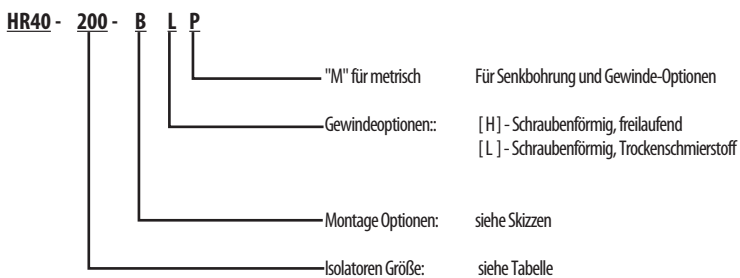 HR40 - 200 - B L P
"M" für metrisch Für Senkbohrung und Gewinde-Optionen
Gewindeoptionen:: [ H ] - Schraubenförmig, freilaufend
[ L ] - Schraubenförmig, Trockenschmierstoff
Montage Optionen: siehe Skizzen
Isolatoren Größe: siehe Tabelle